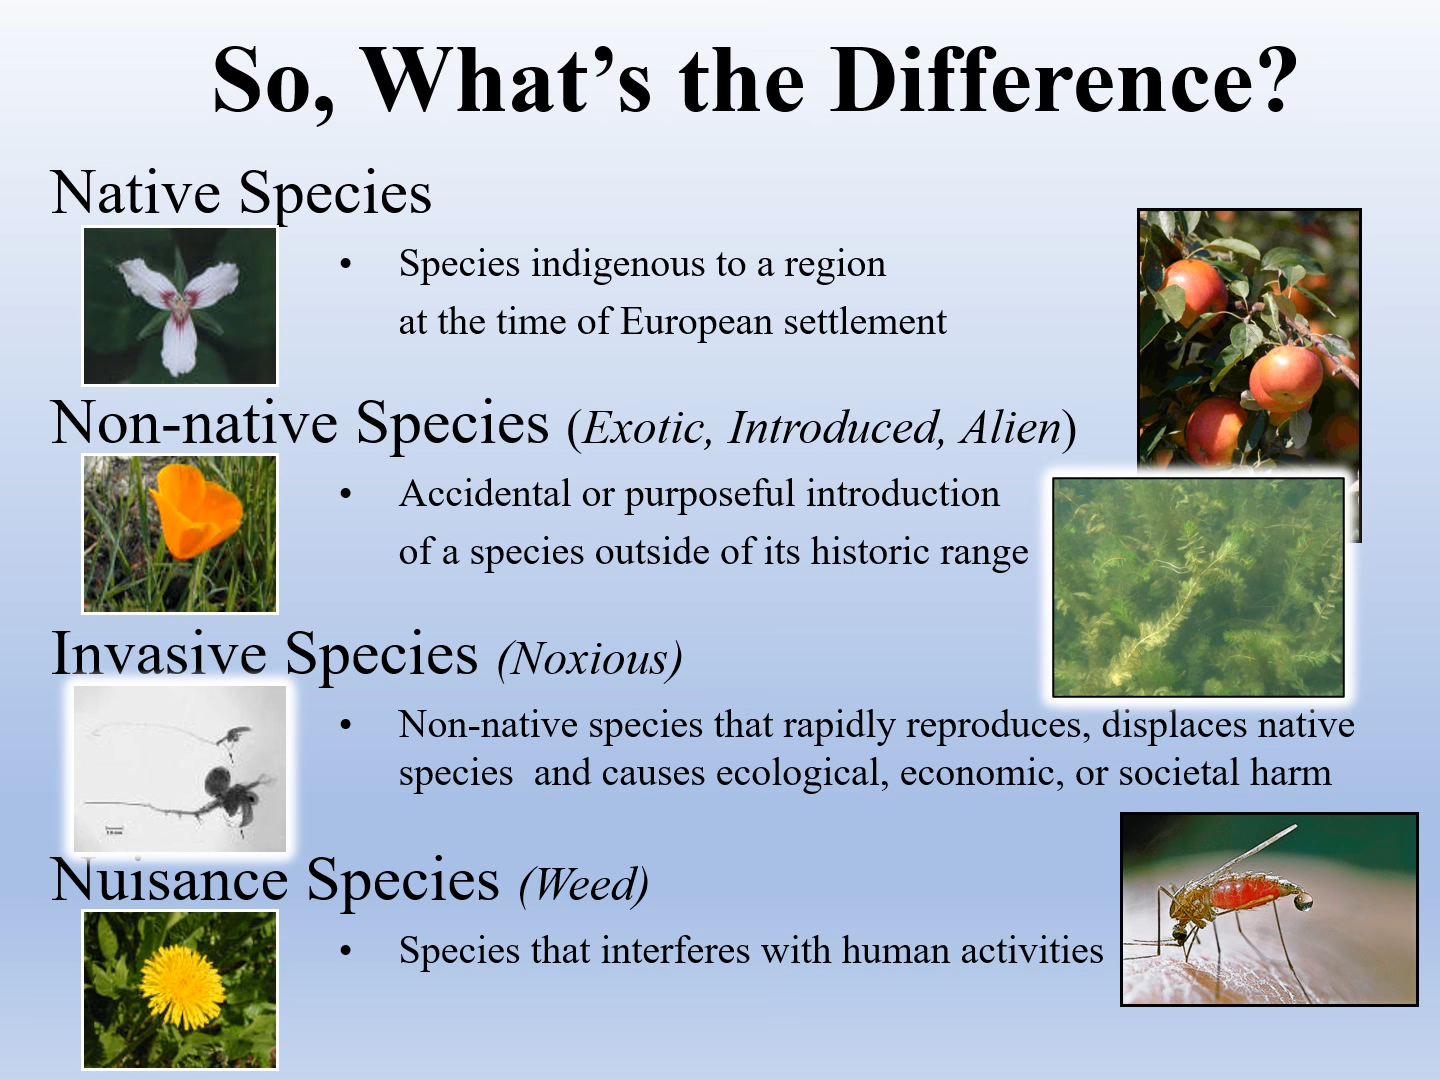 So, What’s the Difference?
Native Species
• Species indigenous to a region
at the time of European settlement
Non-native Species (Exotic, Introduced, Alien)
• Accidental or purposeful introduction
of a species outside of its historic range
Invasive Species (Noxious)
• Non-native species that rapidly reproduces, displaces native
species  and causes ecological, economic, or societal harm
Nuisance Species (Weed)
• Species that interferes with human activities